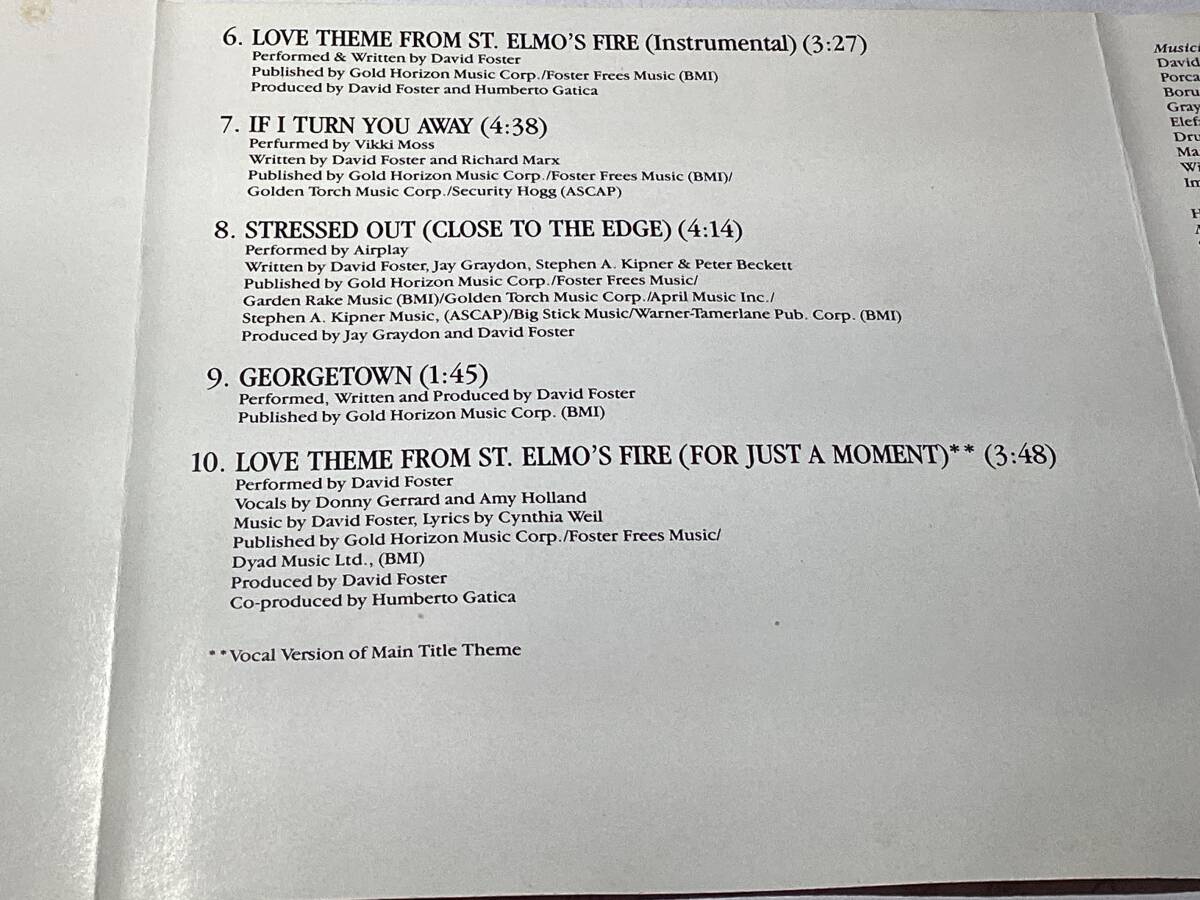 6. LOVE THEME FROM ST. ELMO'S FIRE (Instrumental) (3:27)
Performed & Written by David Foster
Published by Gold Horizon Music Corp./Foster Frees Music (BMI)
Produced by David Foster and Humberto Gatica
7. IF I TURN YOU AWAY (4:38)
Perfurmed by Vikki Moss
Written by David Foster and Richard Marx
Published by Gold Horizon Music Corp./Foster Frees Music (BMI)/
Golden Torch Music Corp./Security Hogg (ASCAP)
8. STRESSED OUT (CLOSE TO THE EDGE) (4:14)
Performed by Airplay
Written by David Foster, Jay Graydon, Stephen A. Kipner & Peter Beckett
Published by Gold Horizon Music Corp./Foster Frees Music/
Garden Rake Music (BMI)/Golden Torch Music Corp./April Music Inc./
Stephen A. Kipner Music, (ASCAP)/Big Stick Music/Warner-Tamerlane Pub. Corp. (BMI)
Produced by Jay Graydon and David Foster
9. GEORGETOWN (1:45)
Performed, Written and Produced by David Foster
Published by Gold Horizon Music Corp. (BMI)
10. LOVE THEME FROM ST. ELMO'S FIRE (FOR JUST A MOMENT)** (3:48)
Performed by David Foster
Vocals by Donny Gerrard and Amy Holland
Music by David Foster, Lyrics by Cynthia Weil
Published by Gold Horizon Music Corp./Foster Frees Music/
Dyad Music Ltd., (BMI)
Produced by David Foster
Co-produced by Humberto Gatica
**Vocal Version of Main Title Theme
Musici
David
Porca
Boru
Gray
Elef
Dru
Ma
Wi
Im
H